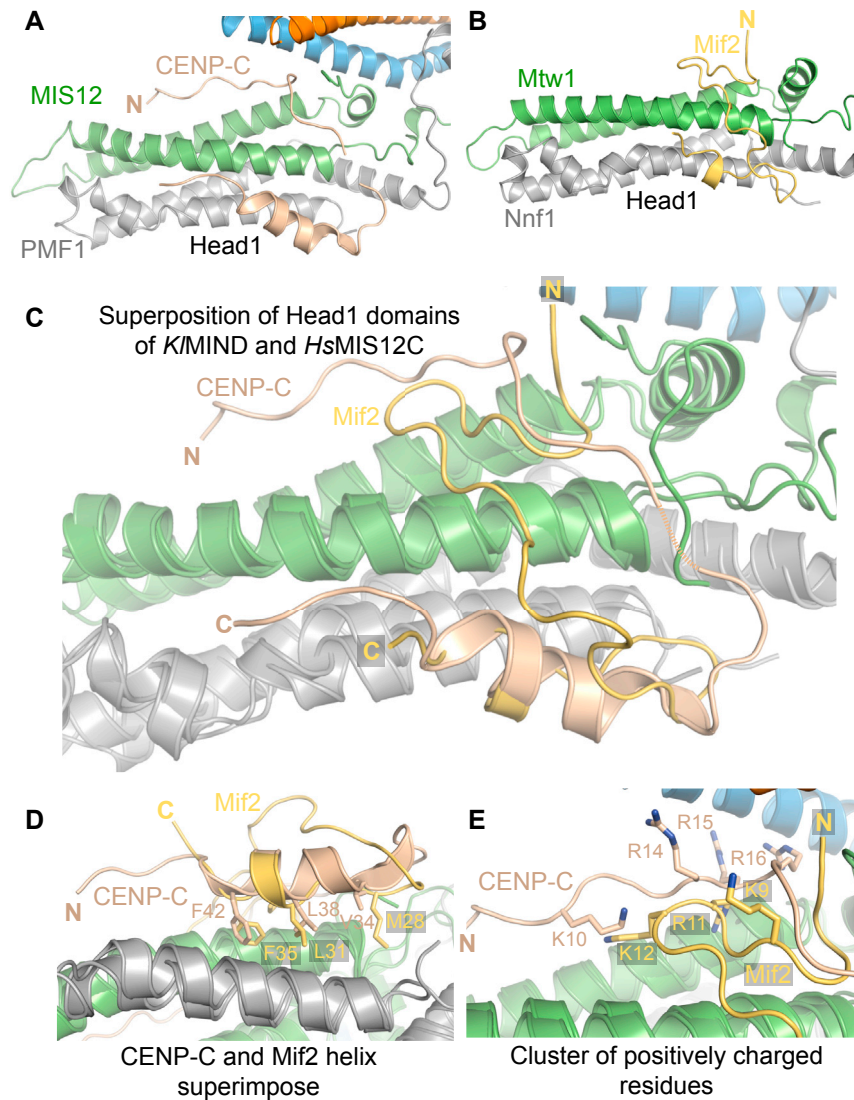 A
CENP-C
N
MIS12
PMF1
Head1
B
N
Mif2
Mtw1
Nnf1
Head1
C
Superposition of Head1 domains
of KlMIND and HsMIS12C
N
CENP-C
Mif2
N
C
C
D
C
Mif2
CENP-C
N
F42
L38
V34
M28
F35
L31
CENP-C and Mif2 helix
superimpose
E
N
R15
R14
R16
CENP-C
K9
K10
R11
N
K12
Mif2
Cluster of positively charged
residues